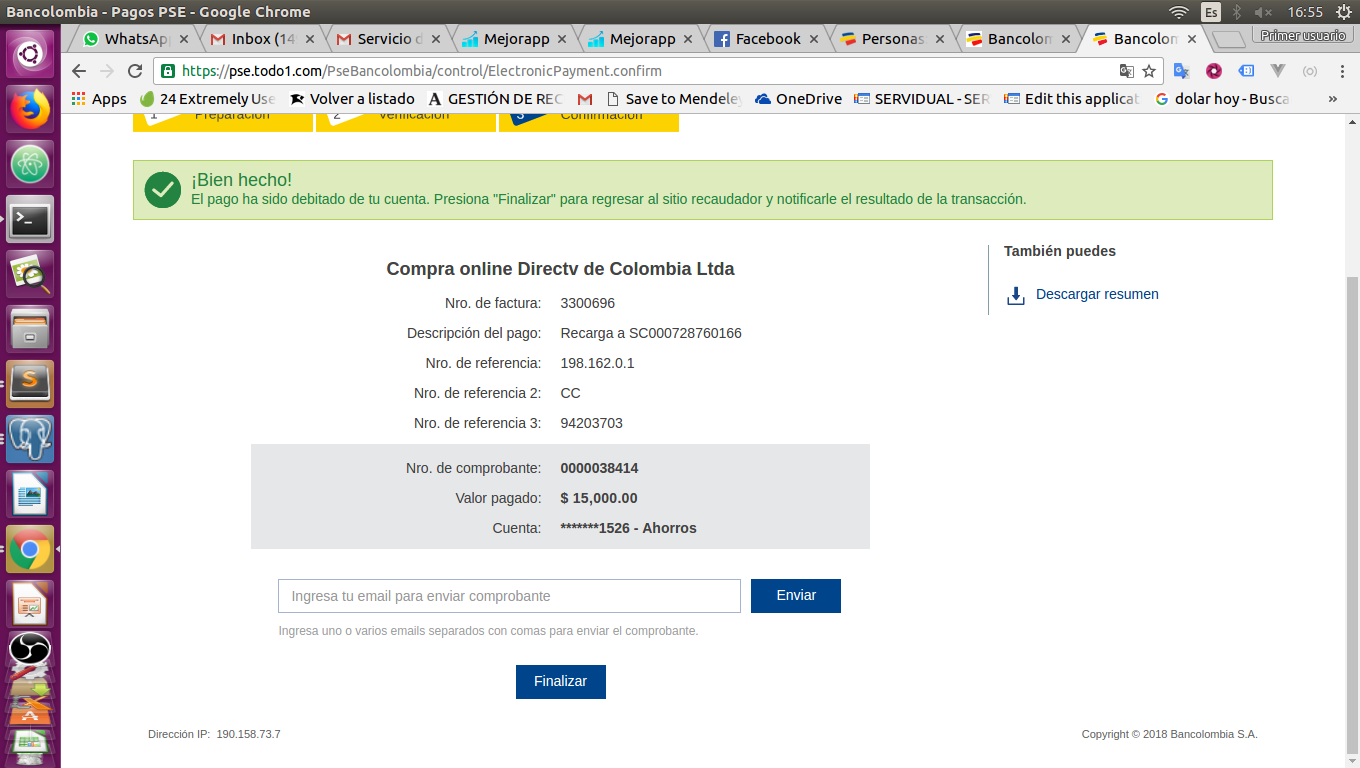 Bancolombia - Pagos PSE - Google Chrome
Es
16:55
WhatsAp
Inbox (14
Servicio d
Mejorapp
Mejorapp
Facebook
Personas
Bancolom
Bancolom
Primer usuario
https://pse.todo1.com/PseBancolombia/control/ElectronicPayment.confirm
Apps
24 Extremely Use
Volver a listado
GESTIÓN DE REC
Save to Mendeley
OneDrive
SERVIDUAL - SER
Edit this applicat
dolar hoy - Busca
»
1 Preparación
2 Verificación
3 Confirmación
¡Bien hecho!
El pago ha sido debitado de tu cuenta. Presiona "Finalizar" para regresar al sitio recaudador y notificarle el resultado de la transacción.
Compra online Directv de Colombia Ltda
Nro. de factura: 3300696
Descripción del pago: Recarga a SC000728760166
Nro. de referencia: 198.162.0.1
Nro. de referencia 2: CC
Nro. de referencia 3: 94203703
Nro. de comprobante: 0000038414
Valor pagado: $ 15,000.00
Cuenta: *******1526 - Ahorros
También puedes
Descargar resumen
Ingresa tu email para enviar comprobante
Enviar
Ingresa uno o varios emails separados con comas para enviar el comprobante.
Finalizar
Dirección IP: 190.158.73.7
Copyright © 2018 Bancolombia S.A.